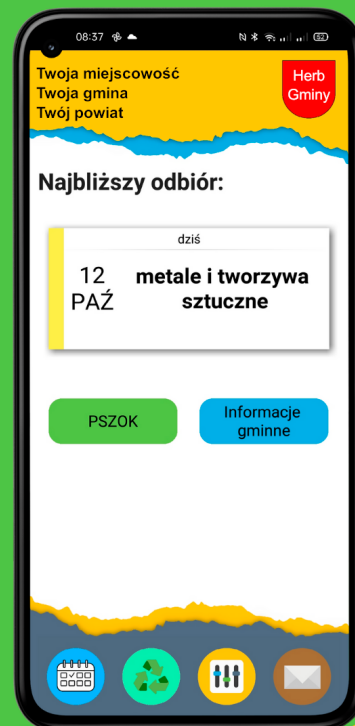 08:37
Twoja miejscowość
Twoja gmina
Twój powiat
Herb
Gminy
Najbliższy odbiór:
dziś
12
PAŹ
metale i tworzywa
sztuczne
PSZOK
Informacje
gminne